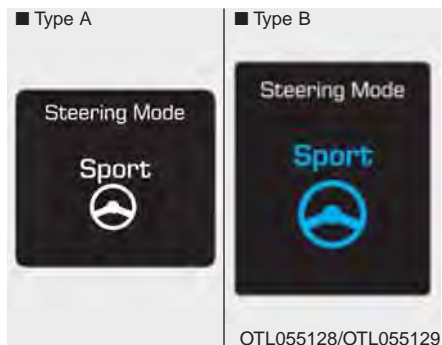 ■ Type A
Steering Mode
Sport
■ Type B
Steering Mode
Sport
OTL055128/OTL055129